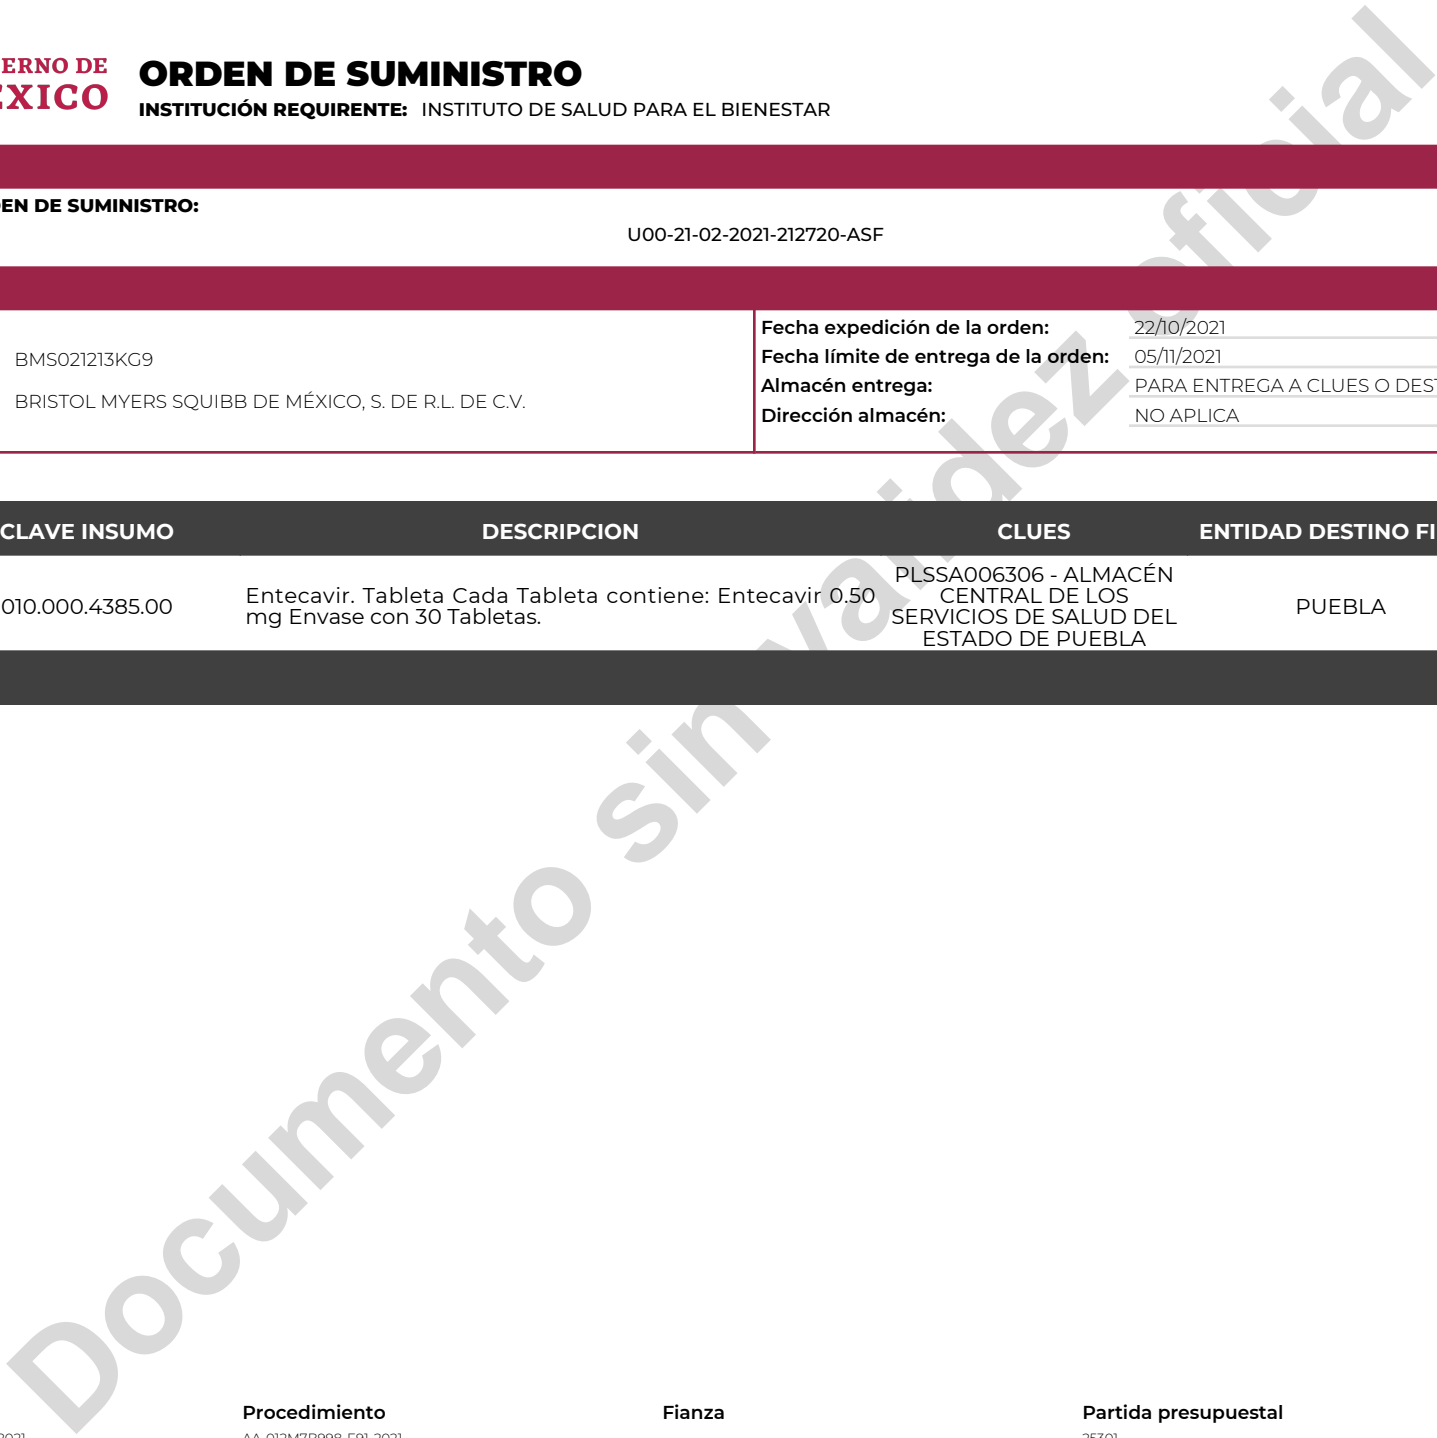 ERNO DE
ÉXICO
ORDEN DE SUMINISTRO
INSTITUCIÓN REQUIRENTE: INSTITUTO DE SALUD PARA EL BIENESTAR
EN DE SUMINISTRO:
U00-21-02-2021-212720-ASF
BMS021213KG9
BRISTOL MYERS SQUIBB DE MÉXICO, S. DE R.L. DE C.V.
Fecha expedición de la orden: 22/10/2021
Fecha límite de entrega de la orden: 05/11/2021
Almacén entrega: PARA ENTREGA A CLUES O DEST
Dirección almacén: NO APLICA
CLAVE INSUMO DESCRIPCION CLUES ENTIDAD DESTINO FI
010.000.4385.00
Entecavir. Tableta Cada Tableta contiene: Entecavir 0.50
mg Envase con 30 Tabletas.
PLSSA006306 - ALMACÉN
CENTRAL DE LOS
SERVICIOS DE SALUD DEL
ESTADO DE PUEBLA
PUEBLA
Documento sin validez oficial
Procedimiento Fianza Partida presupuestal